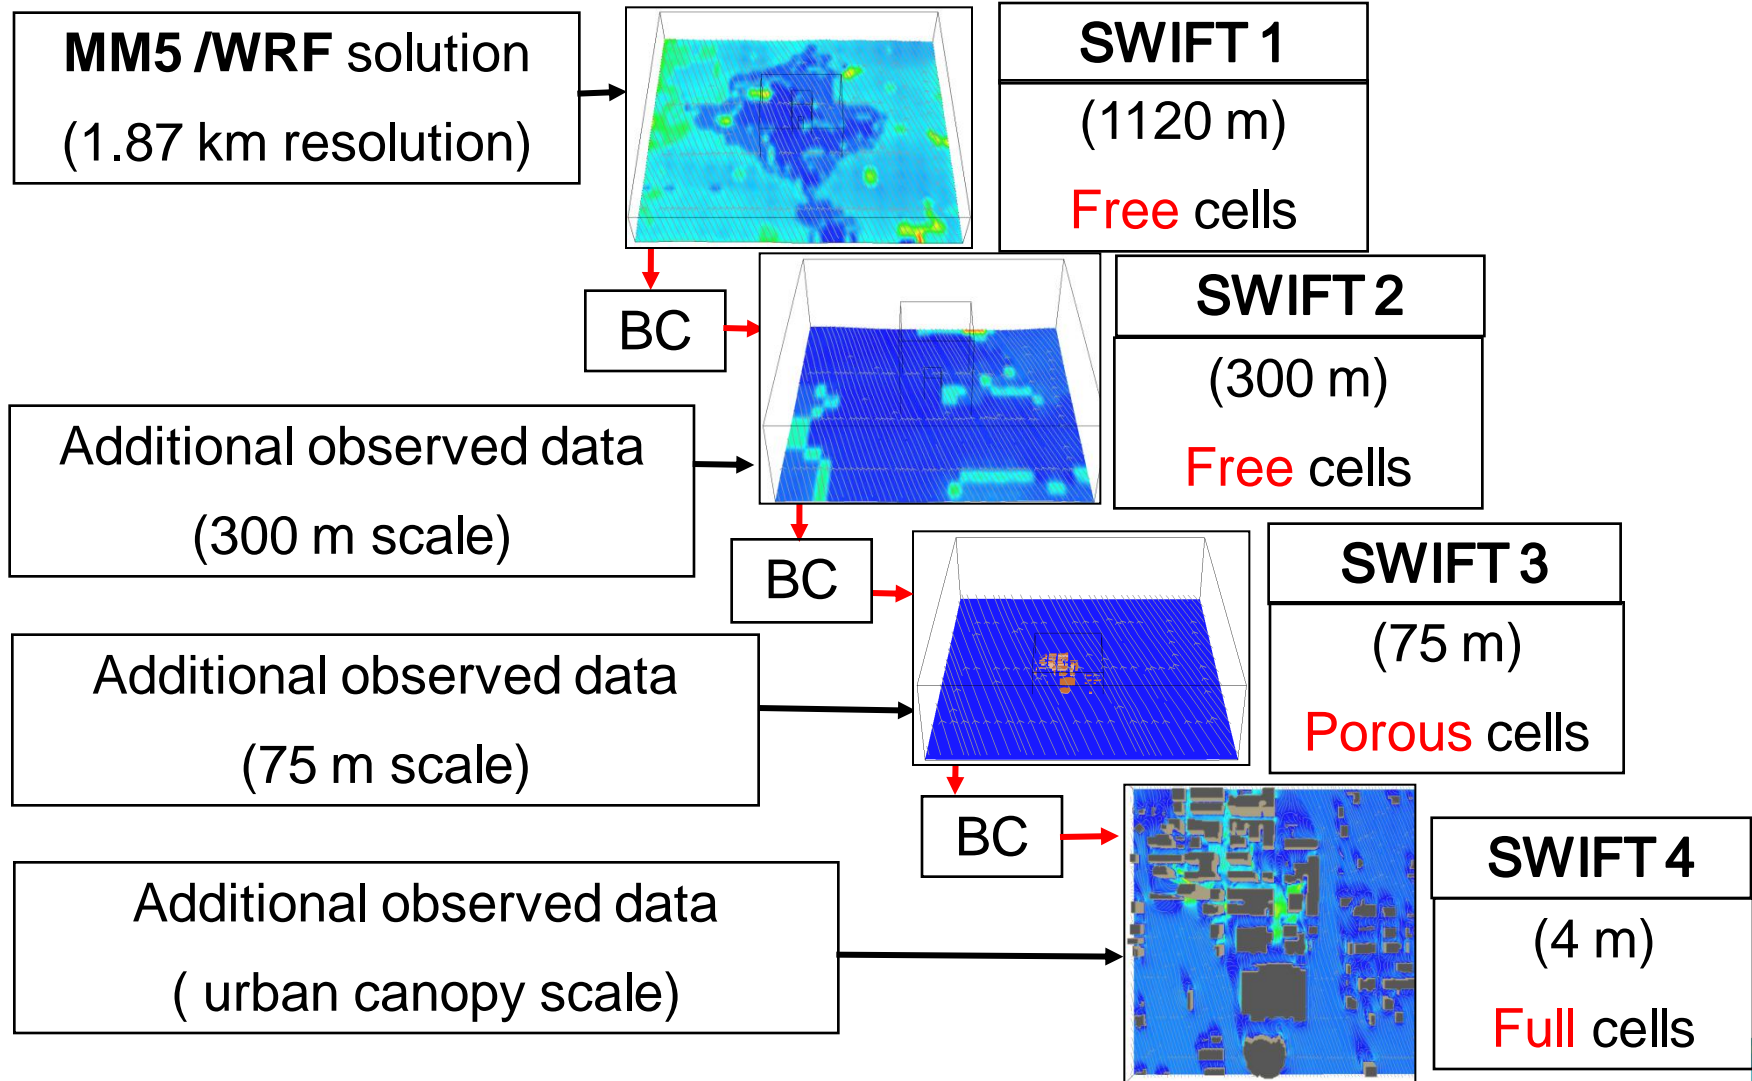 MM5 /WRF solution
(1.87 km resolution)
SWIFT 1
(1120 m)
Free cells
BC
SWIFT 2
(300 m)
Free cells
Additional observed data
(300 m scale)
BC
SWIFT 3
(75 m)
Porous cells
Additional observed data
(75 m scale)
BC
SWIFT 4
(4 m)
Full cells
Additional observed data
( urban canopy scale)